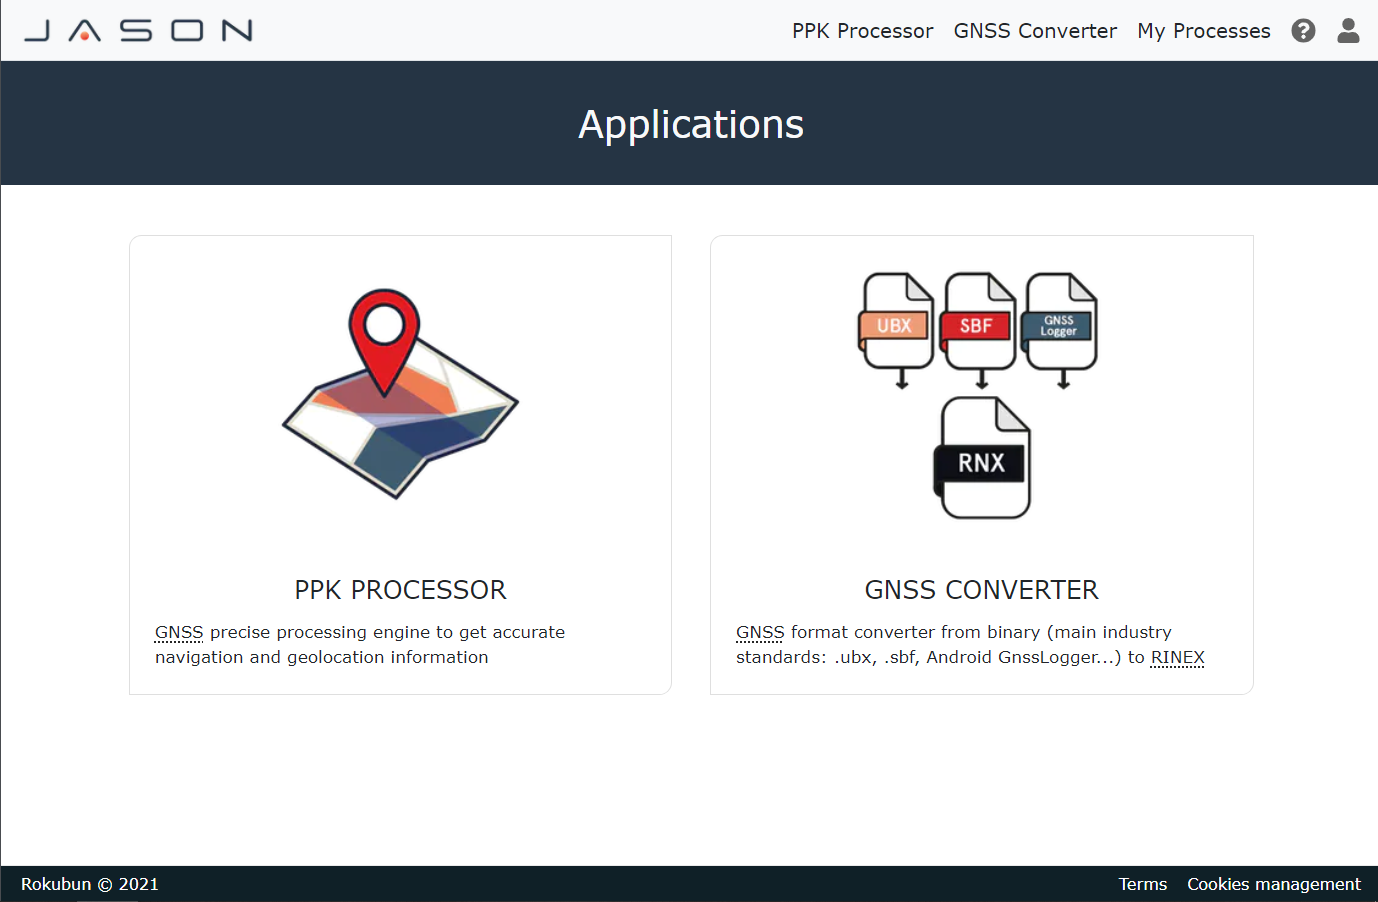 JASON
PPK Processor GNSS Converter My Processes ?
Applications
UBX SBF GNSS Logger
RNX
PPK PROCESSOR
GNSS precise processing engine to get accurate
navigation and geolocation information
GNSS CONVERTER
GNSS format converter from binary (main industry
standards: .ubx, .sbf, Android GnssLogger...) to RINEX
Rokubun © 2021
Terms Cookies management